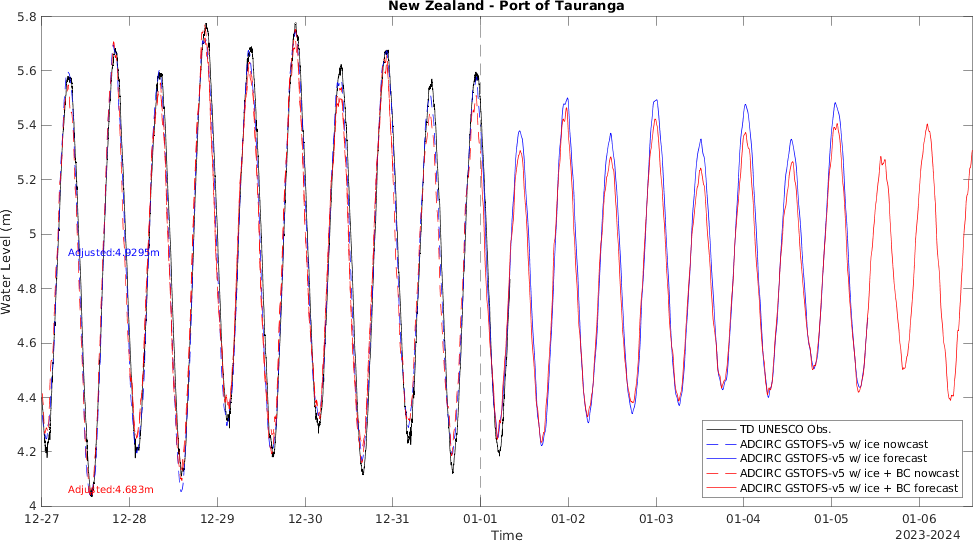 New Zealand - Port of Tauranga
5.8
5.6
5.4
5.2
5
4.8
4.6
4.4
4.2
4
Water Level (m)
Adjusted:4.9295m
Adjusted:4.683m
TD UNESCO Obs.
ADCIRC GSTOFS-v5 w/ ice nowcast
ADCIRC GSTOFS-v5 w/ ice forecast
ADCIRC GSTOFS-v5 w/ ice + BC nowcast
ADCIRC GSTOFS-v5 w/ ice + BC forecast
12-27 12-28 12-29 12-30 12-31 01-01 01-02 01-03 01-04 01-05 01-06
Time
2023-2024